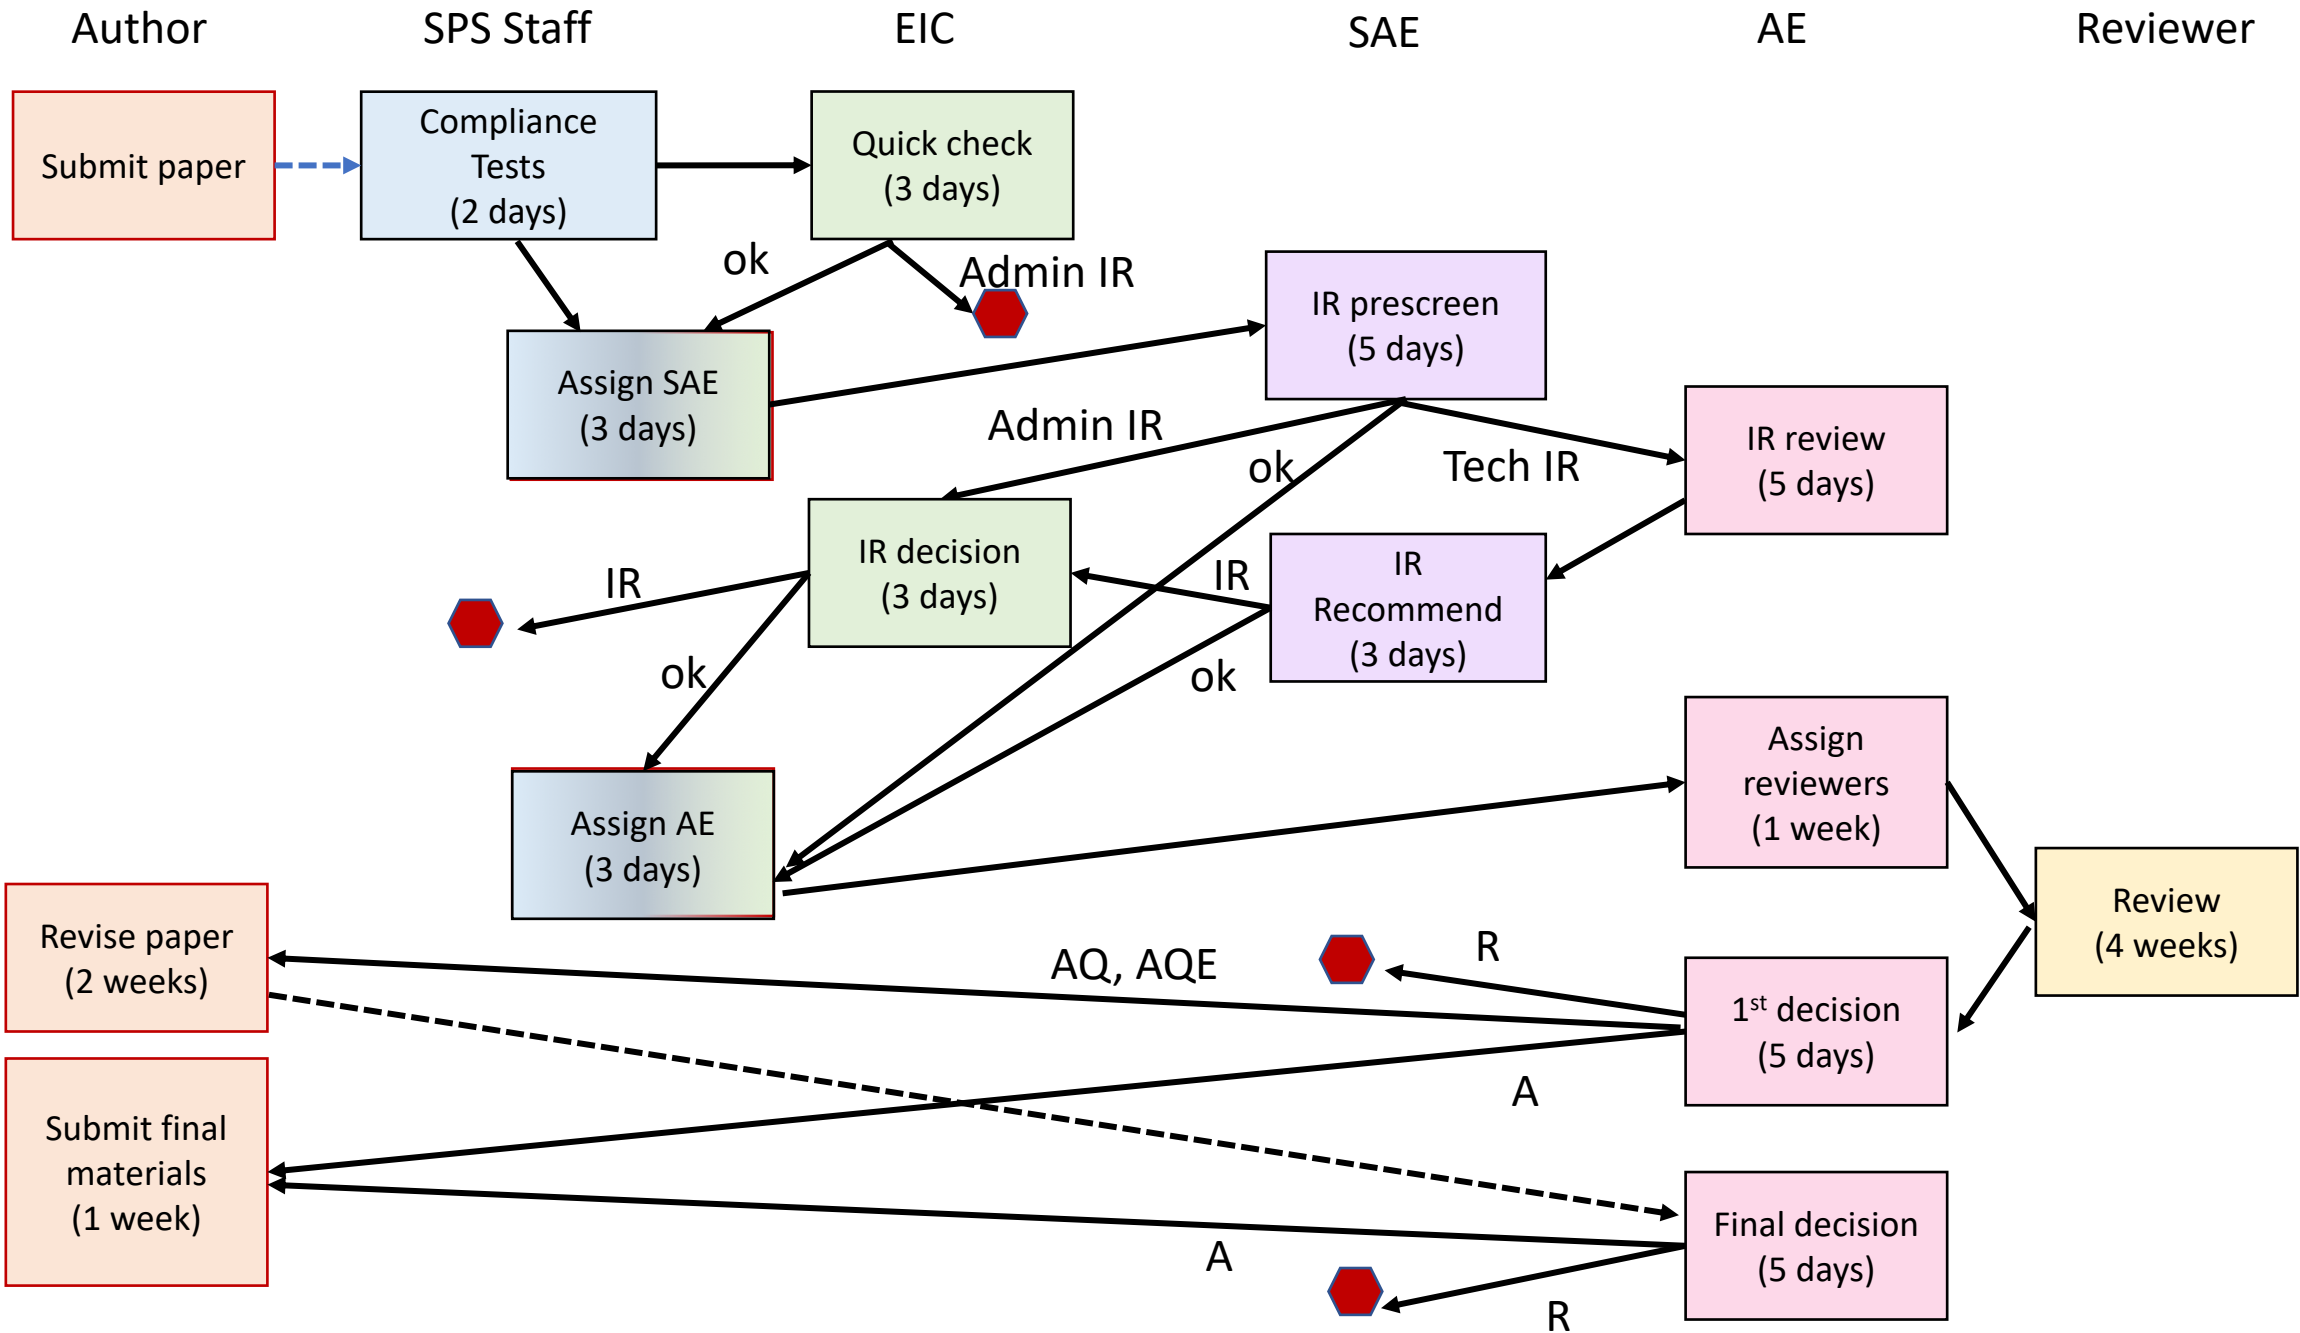 Author
SPS Staff
EIC
SAE
AE
Reviewer
Submit paper
Compliance
Tests
(2 days)
Quick check
(3 days)
ok
Admin IR
Assign SAE
(3 days)
IR prescreen
(5 days)
Admin IR
ok
Tech IR
IR review
(5 days)
IR decision
(3 days)
IR
IR
IR
Recommend
(3 days)
ok
ok
Assign AE
(3 days)
Assign
reviewers
(1 week)
Review
(4 weeks)
Revise paper
(2 weeks)
AQ, AQE
R
1st decision
(5 days)
A
Submit final
materials
(1 week)
Final decision
(5 days)
A
R